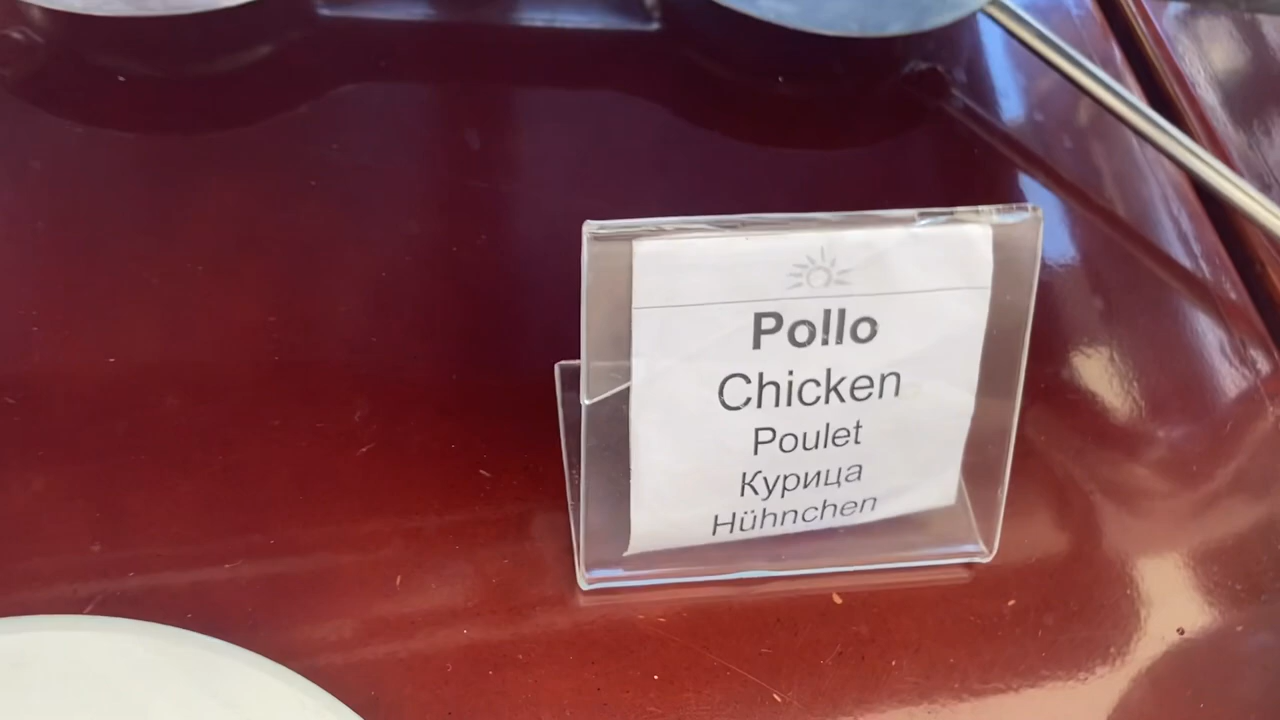 Pollo
Chicken
Poulet
Курица
Hühnchen